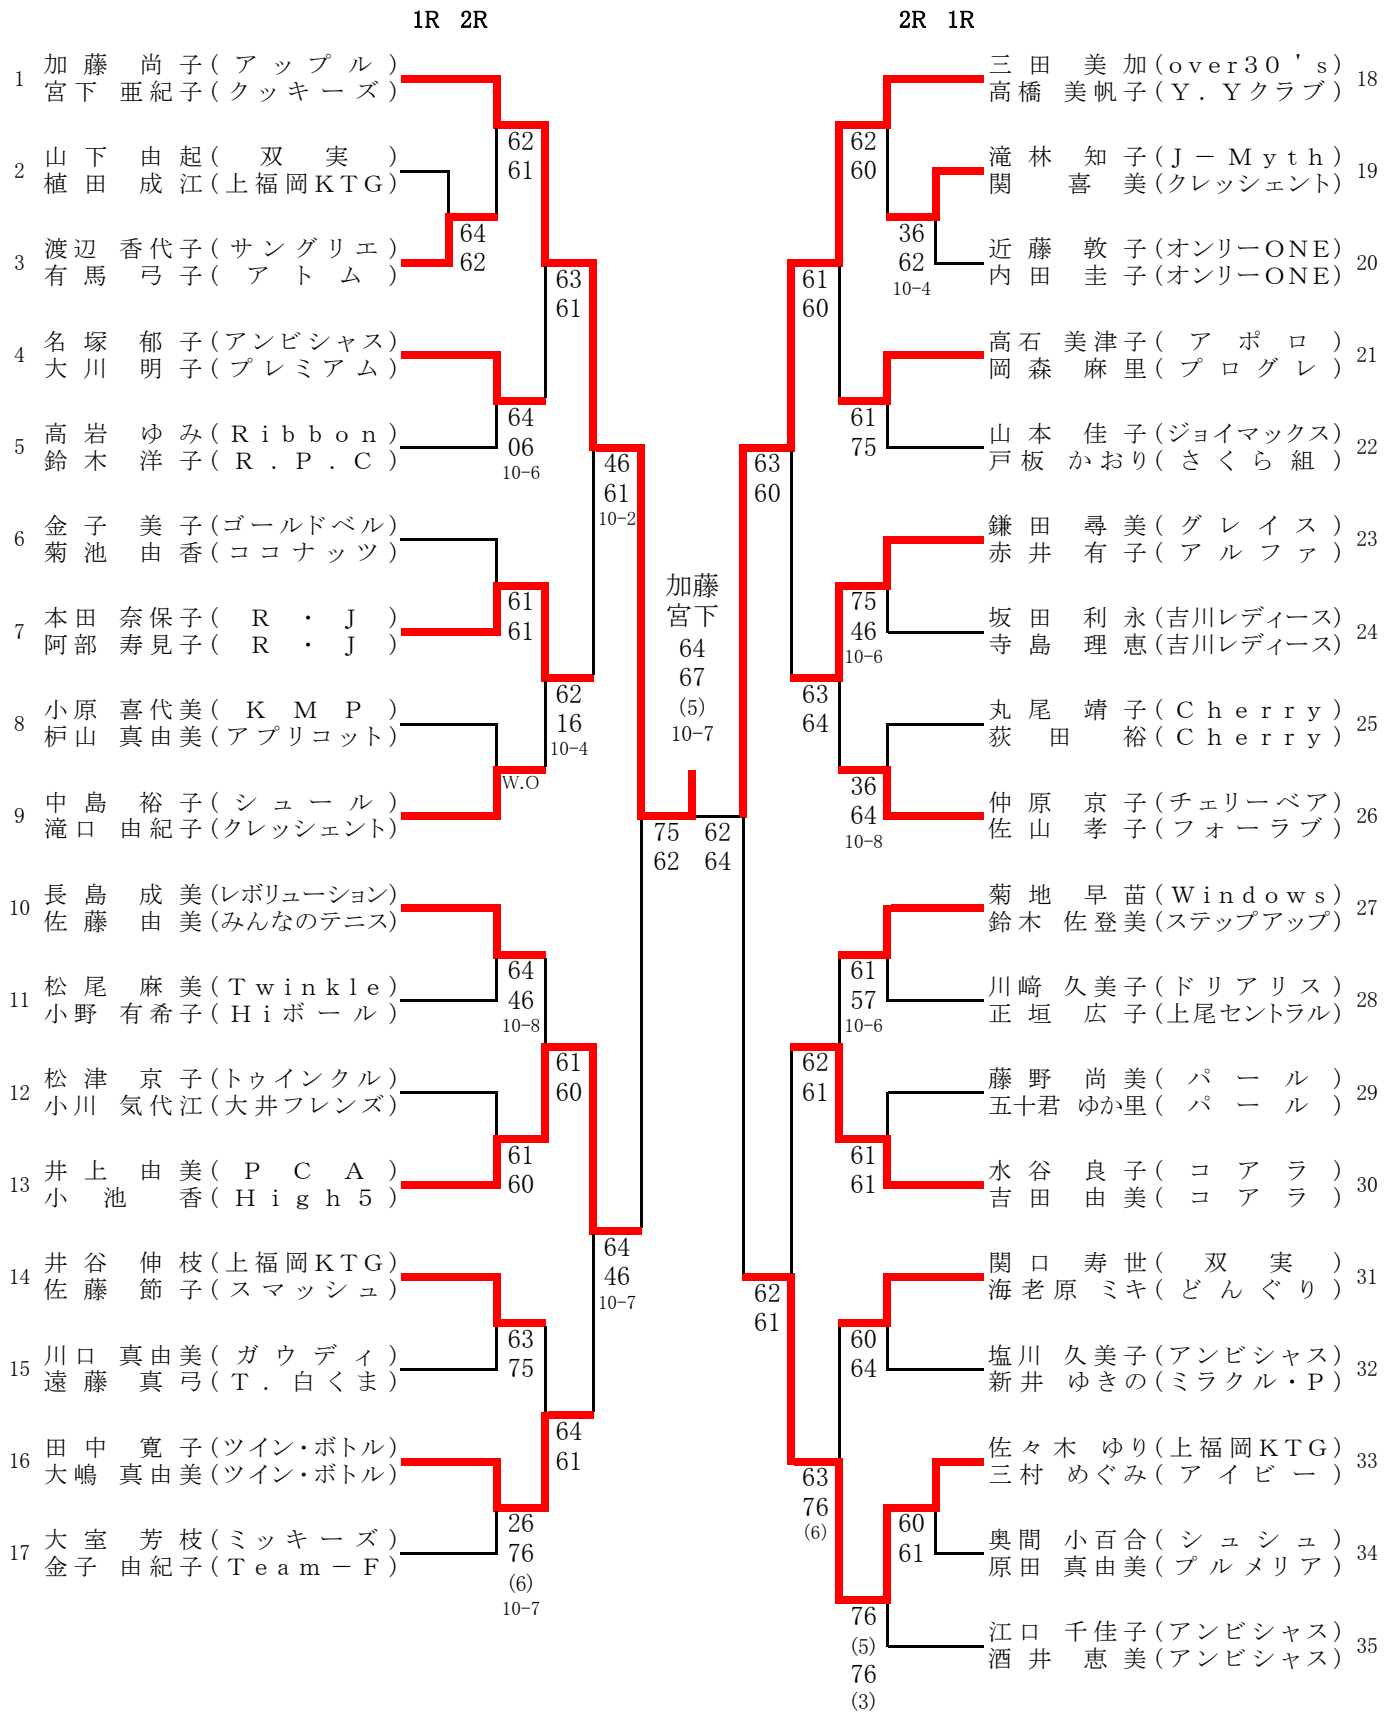 1R 2R
2R 1R
1 加藤 尚子(アップル)
宮下 亜紀子(クッキーズ)
2 山下 由起(双実)
植田 成江(上福岡KTG)
3 渡辺 香代子(サングリエ)
有馬 弓子(アトム)
4 名塚 郁子(アンビシャス)
大川 明子(プレミアム)
5 高岩 ゆみ(Ribbon)
鈴木 洋子(R.P.C)
6 金子 美子(ゴールドベル)
菊池 由香(ココナッツ)
7 本田 奈保子(R・J)
阿部 寿見子(R・J)
8 小原 喜代美(KMP)
枦山 真由美(アプリコット)
9 中島 裕子(シュール)
滝口 由紀子(クレッシェント)
10 長島 成美(レボリューション)
佐藤 由美(みんなのテニス)
11 松尾 麻美(Twinkle)
小野 有希子(Hiボール)
12 松津 京子(トゥインクル)
小川 気代江(大井フレンズ)
13 井上 由美(PCA)
小池 香(High5)
14 井谷 伸枝(上福岡KTG)
佐藤 節子(スマッシュ)
15 川口 真由美(ガウディ)
遠藤 真弓(T.白くま)
16 田中 寛子(ツイン・ボトル)
大嶋 真由美(ツイン・ボトル)
17 大室 芳枝(ミッキーズ)
金子 由紀子(Team－F)
64
62
62
61
64
06
10-6
61
61
W.O
64
46
10-8
61
60
63
75
26
76
(6)
10-7
63
61
62
16
10-4
61
60
64
61
46
61
10-2
64
46
10-7
75
62
加藤
宮下
64
67
(5)
10-7
62
64
63
60
62
61
61
60
63
64
62
61
63
76
(6)
62
60
61
75
75
46
10-6
36
64
10-8
61
57
10-6
61
61
60
64
76
(5)
76
(3)
36
62
10-4
60
61
三田 美加(over30's) 18
高橋 美帆子(Y.Yクラブ)
滝林 知子(J－Myth) 19
関 喜美(クレッシェント)
近藤 敦子(オンリーONE) 20
内田 圭子(オンリーONE)
高石 美津子(アポロ) 21
岡森 麻里(プログレ)
山本 佳子(ジョイマックス) 22
戸板 かおり(さくら組)
鎌田 尋美(グレイス) 23
赤井 有子(アルファ)
坂田 利永(吉川レディース) 24
寺島 理恵(吉川レディース)
丸尾 靖子(Cherry) 25
荻田 裕(Cherry)
仲原 京子(チェリーベア) 26
佐山 孝子(フォーラブ)
菊地 早苗(Windows) 27
鈴木 佐登美(ステップアップ)
川﨑 久美子(ドリアリス) 28
正垣 広子(上尾セントラル)
藤野 尚美(パール) 29
五十君 ゆか里(パール)
水谷 良子(コアラ) 30
吉田 由美(コアラ)
関口 寿世(双実) 31
海老原 ミキ(どんぐり)
塩川 久美子(アンビシャス) 32
新井 ゆきの(ミラクル・P)
佐々木 ゆり(上福岡KTG) 33
三村 めぐみ(アイビー)
奥間 小百合(シュシュ) 34
原田 真由美(プルメリア)
江口 千佳子(アンビシャス) 35
酒井 恵美(アンビシャス)